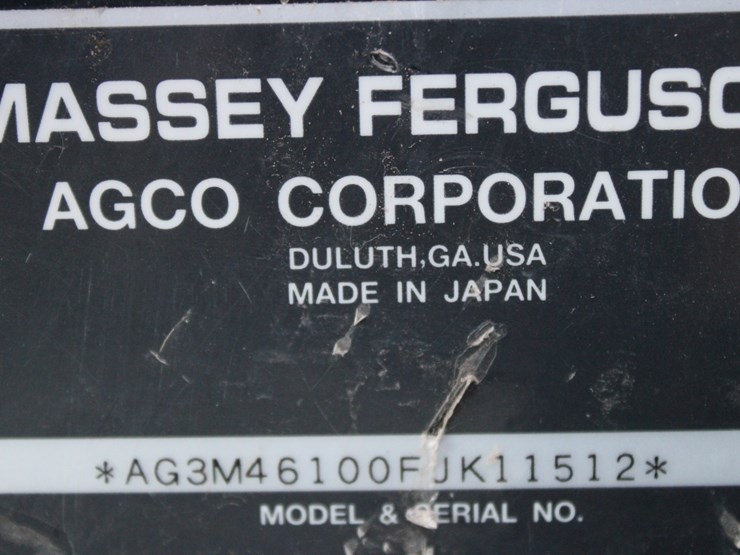 MASSEY FERGUSO
AGCO CORPORATIO
DULUTH,GA.USA
MADE IN JAPAN
*AG3M46100FJK11512*
MODEL & SERIAL NO.